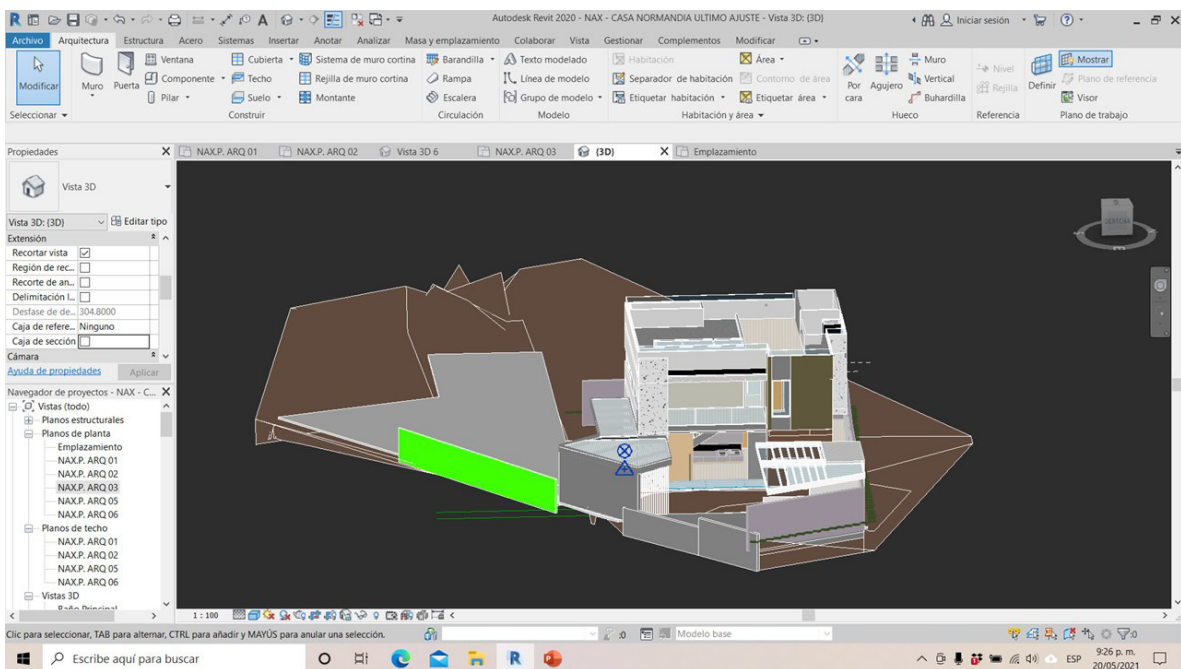 Autodesk Revit 2020 - NAX - CASA NORMANDIA ULTIMO AJUSTE - Vista 3D: {3D}
Iniciar sesión
Archivo Arquitectura Estructura Acero Sistemas Insertar Anotar Analizar Masa y emplazamiento Colaborar Vista Gestionar Complementos Modificar
Modificar
Muro
Puerta
Ventana
Componente
Pilar
Cubierta
Techo
Suelo
Sistema de muro cortina
Rejilla de muro cortina
Montante
Barandilla
Rampa
Escalera
Texto modelado
Línea de modelo
Grupo de modelo
Habitación
Separador de habitación
Etiquetar habitación
Área
Contorno de área
Etiquetar área
Por cara
Agujero
Muro
Vertical
Buhardilla
Nivel
Rejilla
Definir
Mostrar
Plano de referencia
Visor
Seleccionar Construir Circulación Modelo Habitación y área Hueco Referencia Plano de trabajo
Propiedades X
NAX.P. ARQ 01 NAX.P. ARQ 02 Vista 3D 6 NAX.P. ARQ 03 {3D} X Emplazamiento
Vista 3D
Vista 3D: {3D} Editar tipo
Extensión
Recortar vista
Región de rec...
Recorte de an...
Delimitación l...
Desfase de de... 304.8000
Caja de refere... Ninguno
Caja de sección
Cámara
Ayuda de propiedades Aplicar
Navegador de proyectos - NAX - C... X
Vistas (todo)
Planos estructurales
Planos de planta
Emplazamiento
NAX.P. ARQ 01
NAX.P. ARQ 02
NAX.P. ARQ 03
NAX.P. ARQ 05
NAX.P. ARQ 06
Planos de techo
NAX.P. ARQ 01
NAX.P. ARQ 02
NAX.P. ARQ 05
NAX.P. ARQ 06
Vistas 3D
Baño Principal
DERECHA
1 : 100
Clic para seleccionar, TAB para alternar, CTRL para añadir y MAYÚS para anular una selección.
:0 Modelo base :0
Escribe aquí para buscar
ESP
9:26 p. m.
20/05/2021